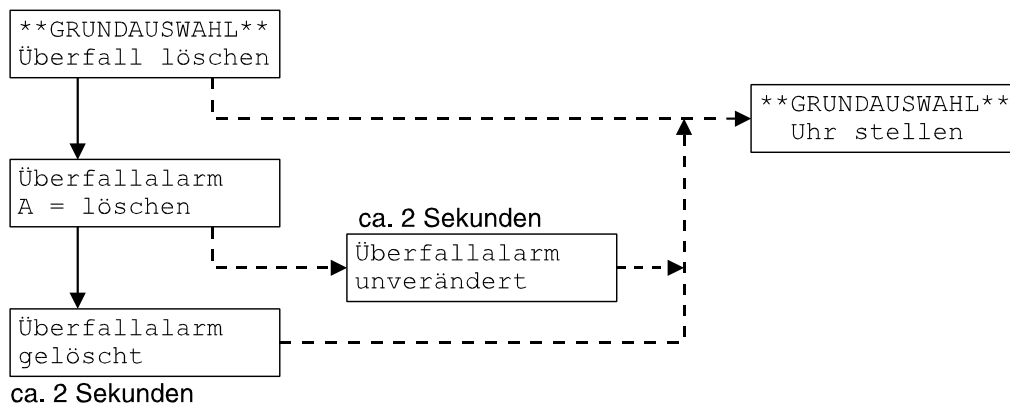 **GRUNDAUSWAHL**
Überfall löschen
**GRUNDAUSWAHL**
Uhr stellen
Überfallalarm
A = löschen
ca. 2 Sekunden
Überfallalarm
unverändert
Überfallalarm
gelöscht
ca. 2 Sekunden